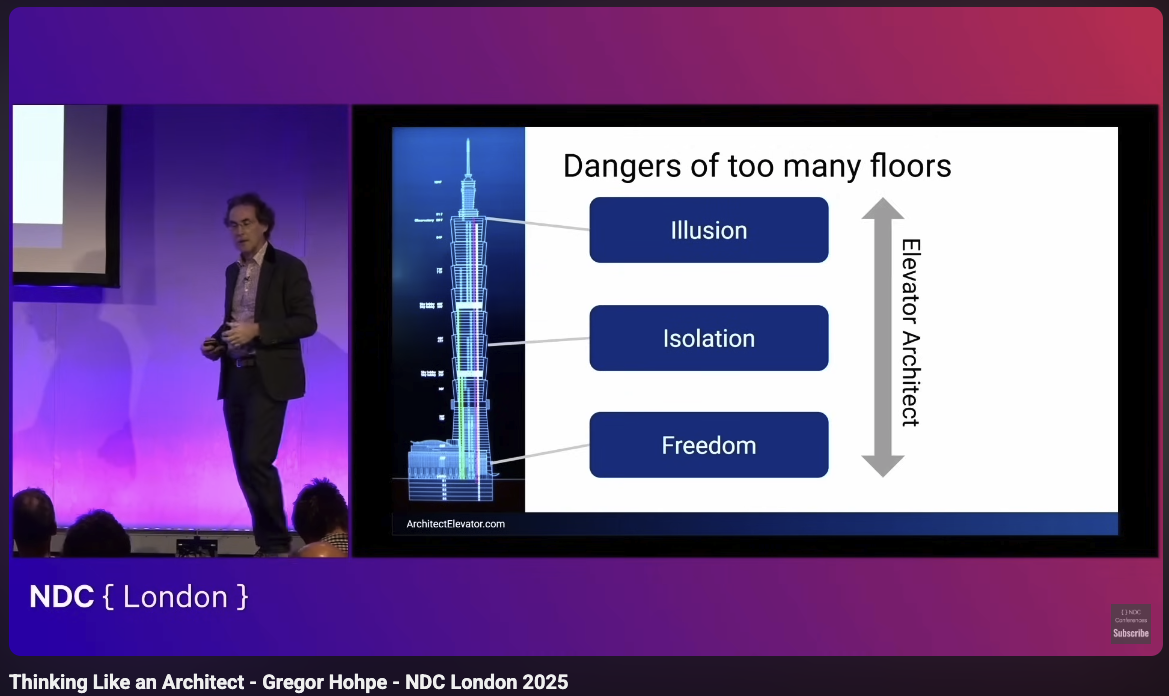 Dangers of too many floors
Illusion
Isolation
Freedom
Elevator Architect
ArchitectElevator.com
NDC { London }
{ } NDC
Conferences
Subscribe
Thinking Like an Architect - Gregor Hohpe - NDC London 2025